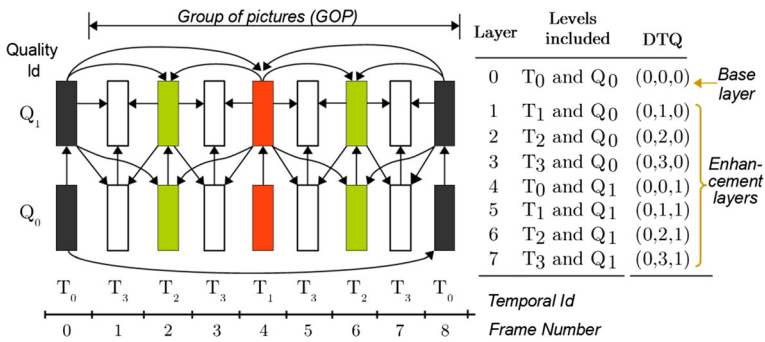 Group of pictures (GOP)
Quality
Id
Q1
Q0
T0 T3 T2 T3 T1 T3 T2 T3 T0
Temporal Id
0 1 2 3 4 5 6 7 8
Frame Number
Layer Levels included DTQ
0 T0 and Q0 (0,0,0)
Base
layer
1 T1 and Q0 (0,1,0)
2 T2 and Q0 (0,2,0)
3 T3 and Q0 (0,3,0)
4 T0 and Q1 (0,0,1)
5 T1 and Q1 (0,1,1)
6 T2 and Q1 (0,2,1)
7 T3 and Q1 (0,3,1)
Enhan-
cement
layers